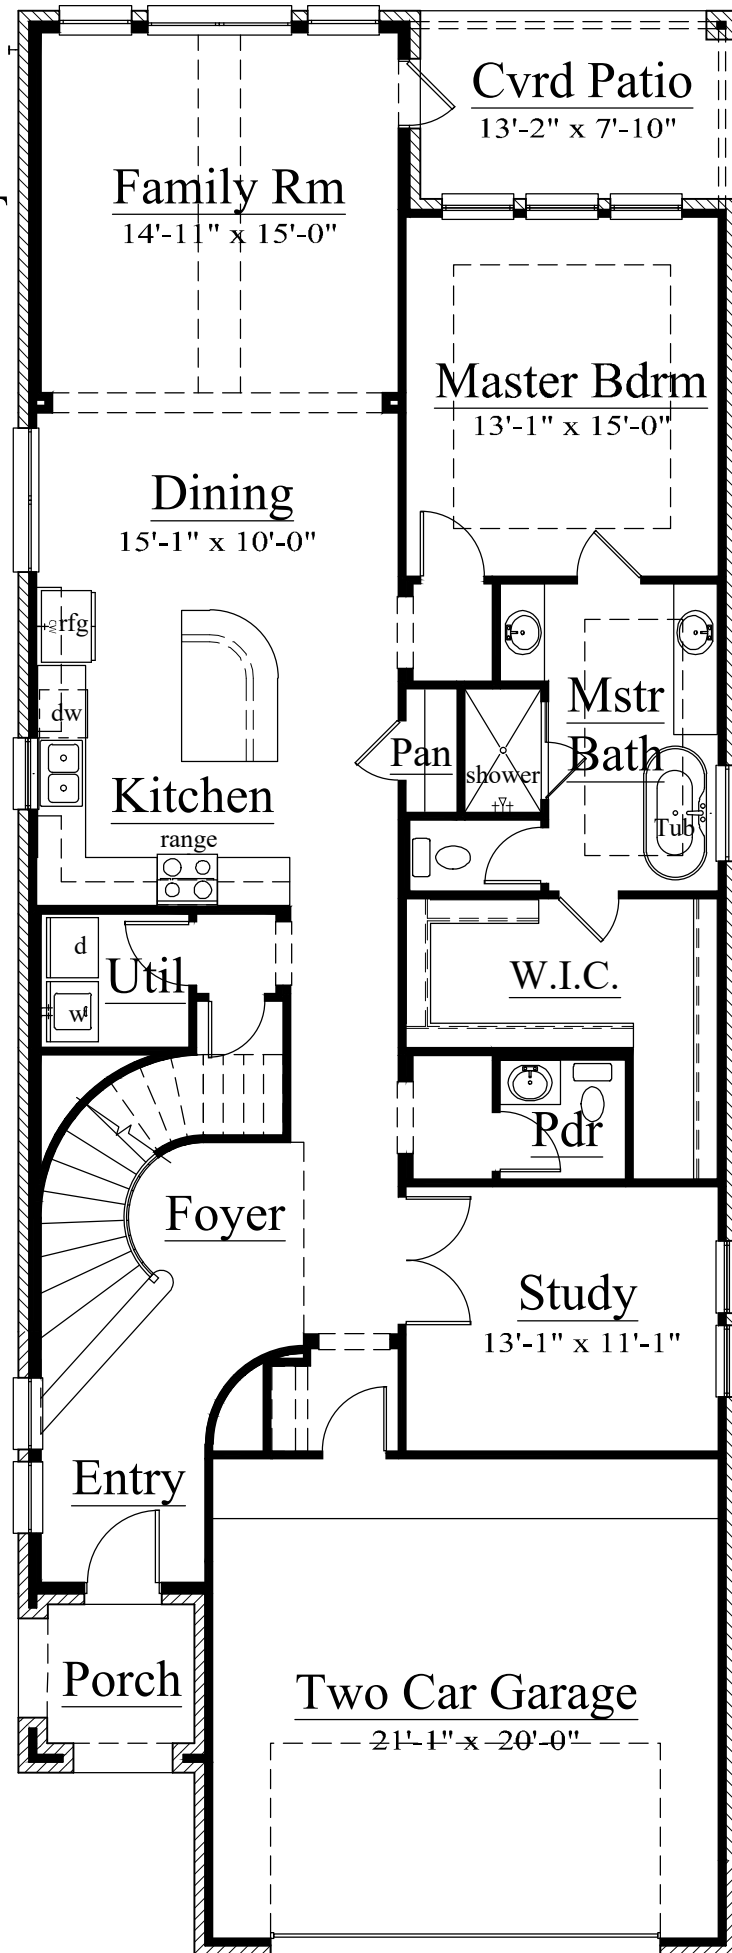 Cvrd Patio
13'-2" x 7'-10"
Family Rm
14'-11" x 15'-0"
Master Bdrm
13'-1" x 15'-0"
Dining
15'-1" x 10'-0"
rfg
dw
Mstr
Bath
Pan
shower
Kitchen
range
Tub
d
Util
w
W.I.C.
Pdr
Foyer
Study
13'-1" x 11'-1"
Entry
Porch
Two Car Garage
21'-1" x 20'-0"